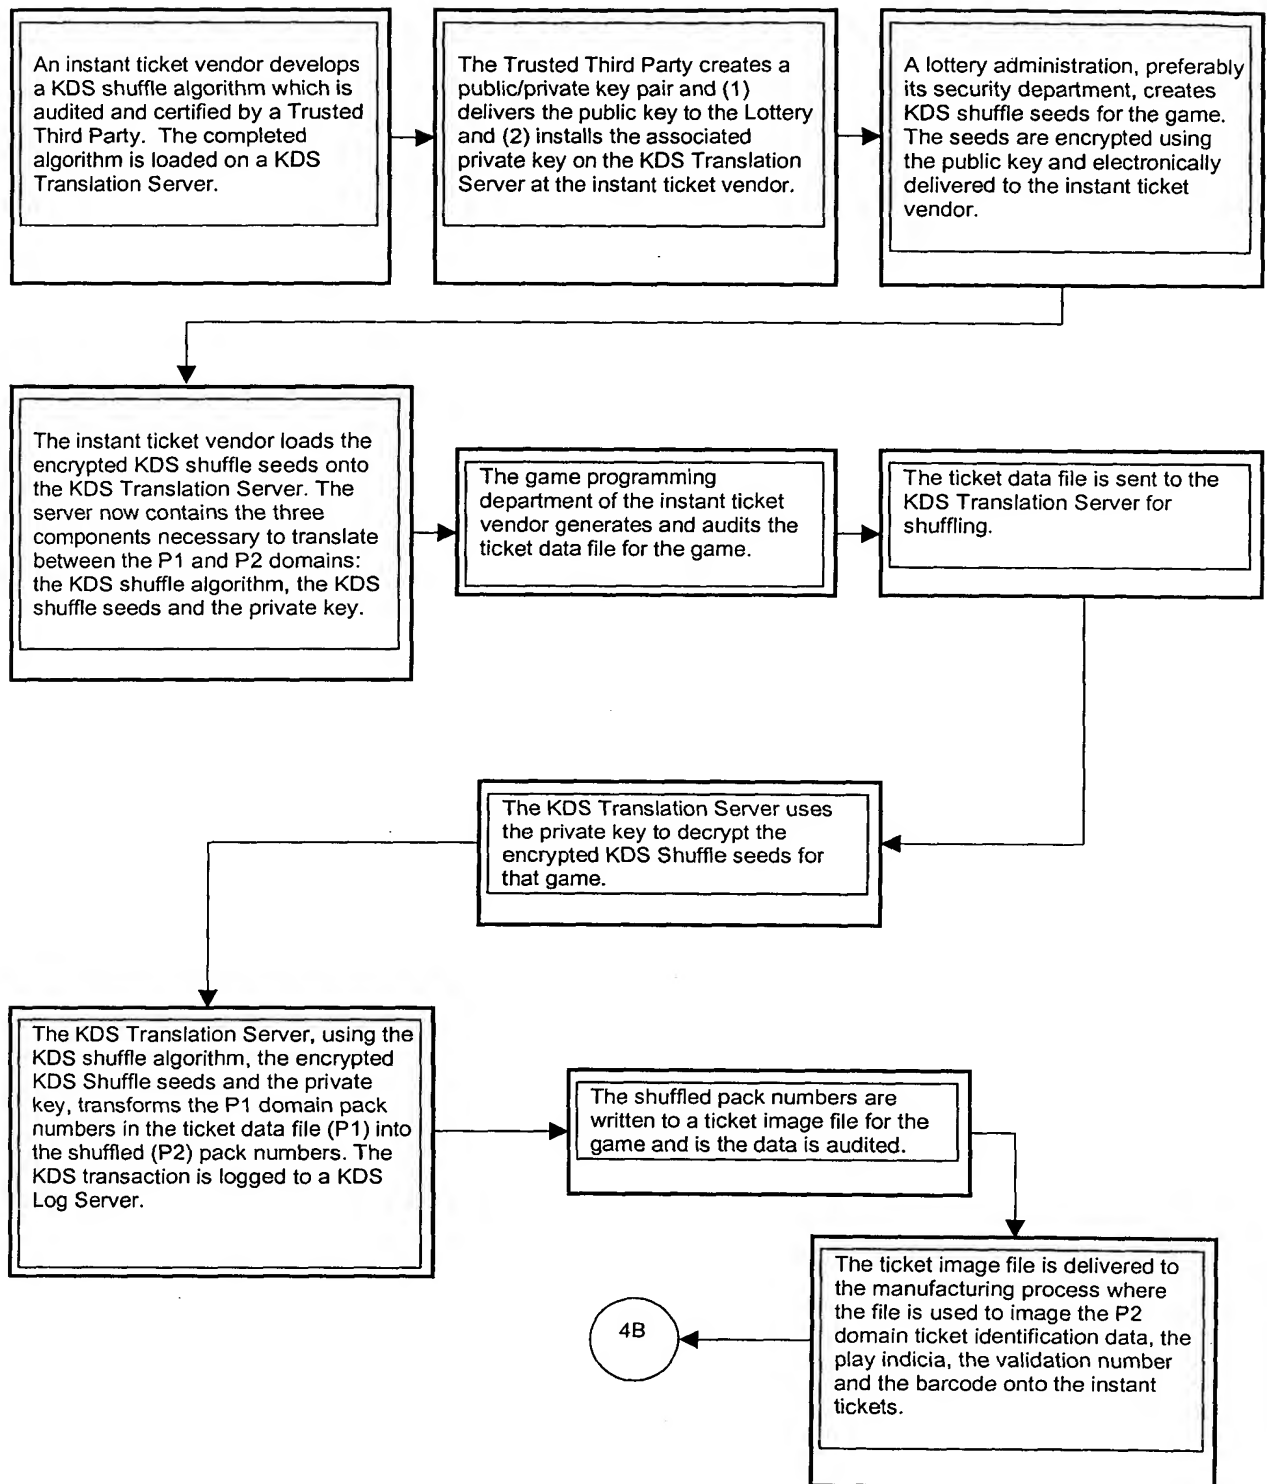 An instant ticket vendor develops
a KDS shuffle algorithm which is
audited and certified by a Trusted
Third Party. The completed
algorithm is loaded on a KDS
Translation Server.
The Trusted Third Party creates a
public/private key pair and (1)
delivers the public key to the Lottery
and (2) installs the associated
private key on the KDS Translation
Server at the instant ticket vendor.
A lottery administration, preferably
its security department, creates
KDS shuffle seeds for the game.
The seeds are encrypted using
the public key and electronically
delivered to the instant ticket
vendor.
The instant ticket vendor loads the
encrypted KDS shuffle seeds onto
the KDS Translation Server. The
server now contains the three
components necessary to translate
between the P1 and P2 domains:
the KDS shuffle algorithm, the KDS
shuffle seeds and the private key.
The game programming
department of the instant ticket
vendor generates and audits the
ticket data file for the game.
The ticket data file is sent to the
KDS Translation Server for
shuffling.
The KDS Translation Server uses
the private key to decrypt the
encrypted KDS Shuffle seeds for
that game.
The KDS Translation Server, using the
KDS shuffle algorithm, the encrypted
KDS Shuffle seeds and the private
key, transforms the P1 domain pack
numbers in the ticket data file (P1) into
the shuffled (P2) pack numbers. The
KDS transaction is logged to a KDS
Log Server.
The shuffled pack numbers are
written to a ticket image file for the
game and is the data is audited.
The ticket image file is delivered to
the manufacturing process where
the file is used to image the P2
domain ticket identification data, the
play indicia, the validation number
and the barcode onto the instant
tickets.
4B